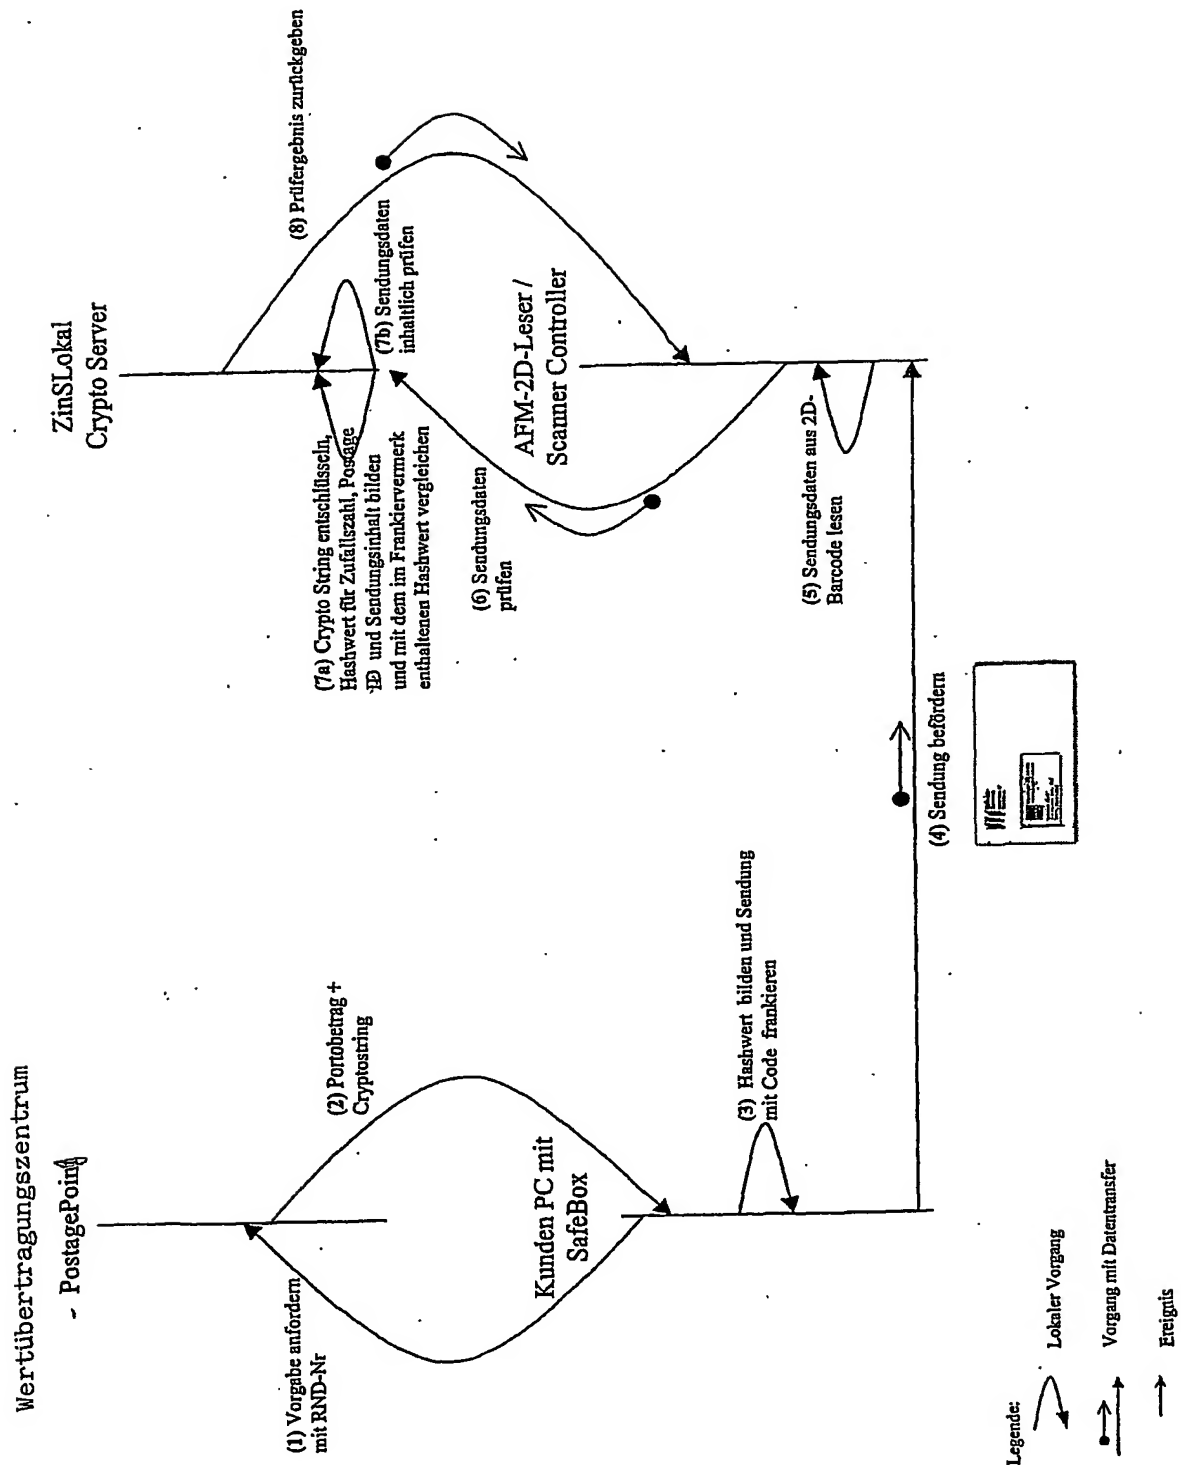 Wertübertragungszentrum
- PostagePoint
(1) Vorgabe anfordern
mit RND-Nr
(2) Portobetrag +
Cryptostring
Kunden PC mit
SafeBox
(3) Hashwert bilden und Sendung
mit Code frankieren
(4) Sendung befördern
ZinSLokal
Crypto Server
(7a) Crypto String entschlüsseln,
Hashwert für Zufallszahl, Postage
ID und Sendungsinhalt bilden
und mit dem im Frankiervermerk
enthaltenen Hashwert vergleichen
(7b) Sendungsdaten
inhaltlich prüfen
(8) Prüfergebnis zurückgeben
(6) Sendungsdaten
prüfen
AFM-2D-Leser /
Scanner Controller
(5) Sendungsdaten aus 2D-
Barcode lesen
Legende:
Lokaler Vorgang
Vorgang mit Datentransfer
Ereignis